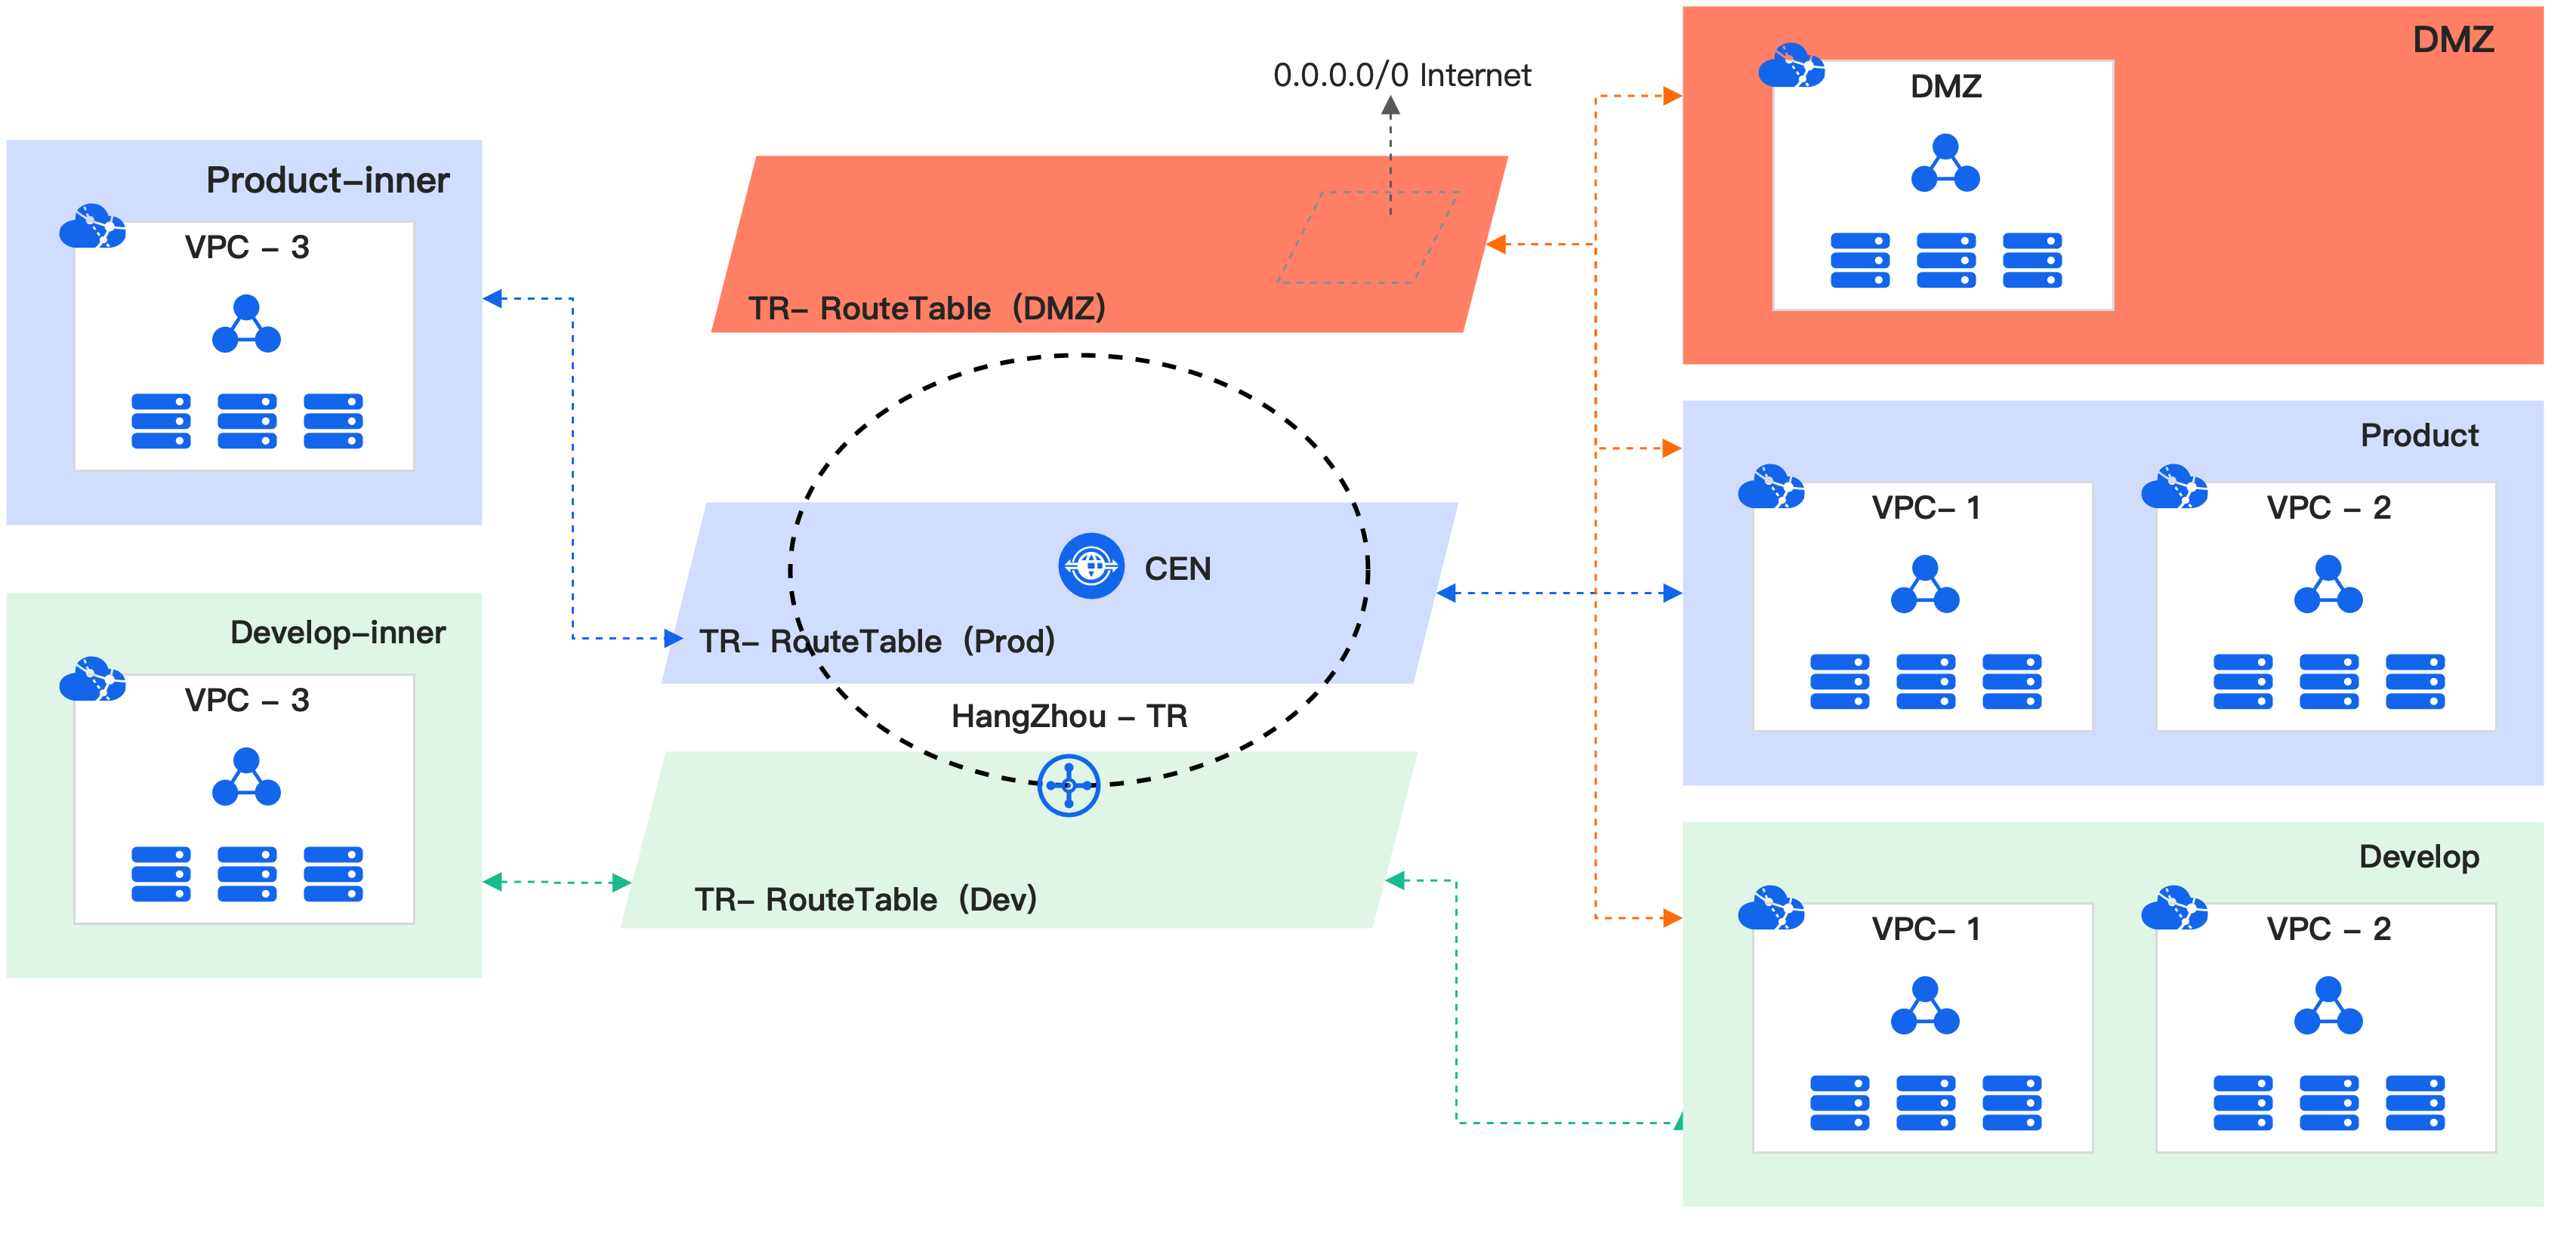 DMZ
0.0.0.0/0 Internet
DMZ
Product-inner
VPC - 3
TR- RouteTable (DMZ)
Product
VPC- 1
VPC - 2
CEN
TR- RouteTable (Prod)
Develop-inner
VPC - 3
HangZhou - TR
Develop
TR- RouteTable (Dev)
VPC- 1
VPC - 2